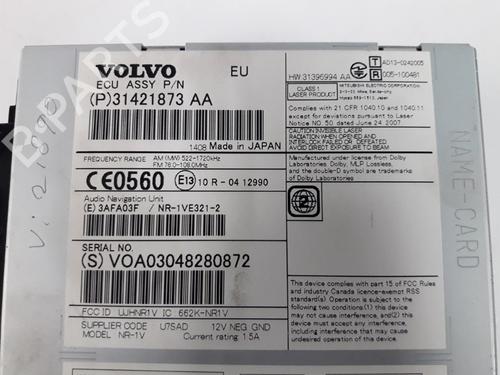 VOLVO
EU
ECU ASSY P/N
(P)31421873 AA
1408 Made in JAPAN
FREQUENCY RANGE AM (MW) 522-1720kHz
FM 76.0-108.0MHz
CE0560 E13 10 R - 04 12990
Audio Navigation Unit
(E) 3AFA03F / NR-1VE321-2
SERIAL NO.
(S) VOA03048280872
FCC ID UJHNR1V IC 662K-NR1V
SUPPLIER CODE U7SAD 12V NEG GND
MODEL NR-1V Current rating 15A
HW 31396994 AA
T AD13-0242005
R 005-100481
CLASS 1
LASER PRODUCT
MITSUBISHI ELECTRIC CORPORATION
Complies with 21 CFR 1040.10 & 1040.11
except for deviations pursuant to Laser
Notice NO. 50 dated June 24, 2007
CAUTION INVISIBLE LASER
RADIATION WHEN OPENED AND
INTERLOCK FAILED OR DEFEATED
AVOID DIRECT EXPOSURE TO BEAM
Manufactured under license from Dolby
Laboratories. Dolby, MLP Lossless,
and the double-D symbol are trademarks
of Dolby Laboratories.
2
This device complies with part 15 of FCC Rules
and Industry Canada licence-exempt RSS
standard(s). Operation is subject to the
following two conditions: (1) this device may
not cause interference, and (2) this device
must accept any interference, including
interference that may cause undesired
operation of the device.
NAE-CARD
B-PARTS